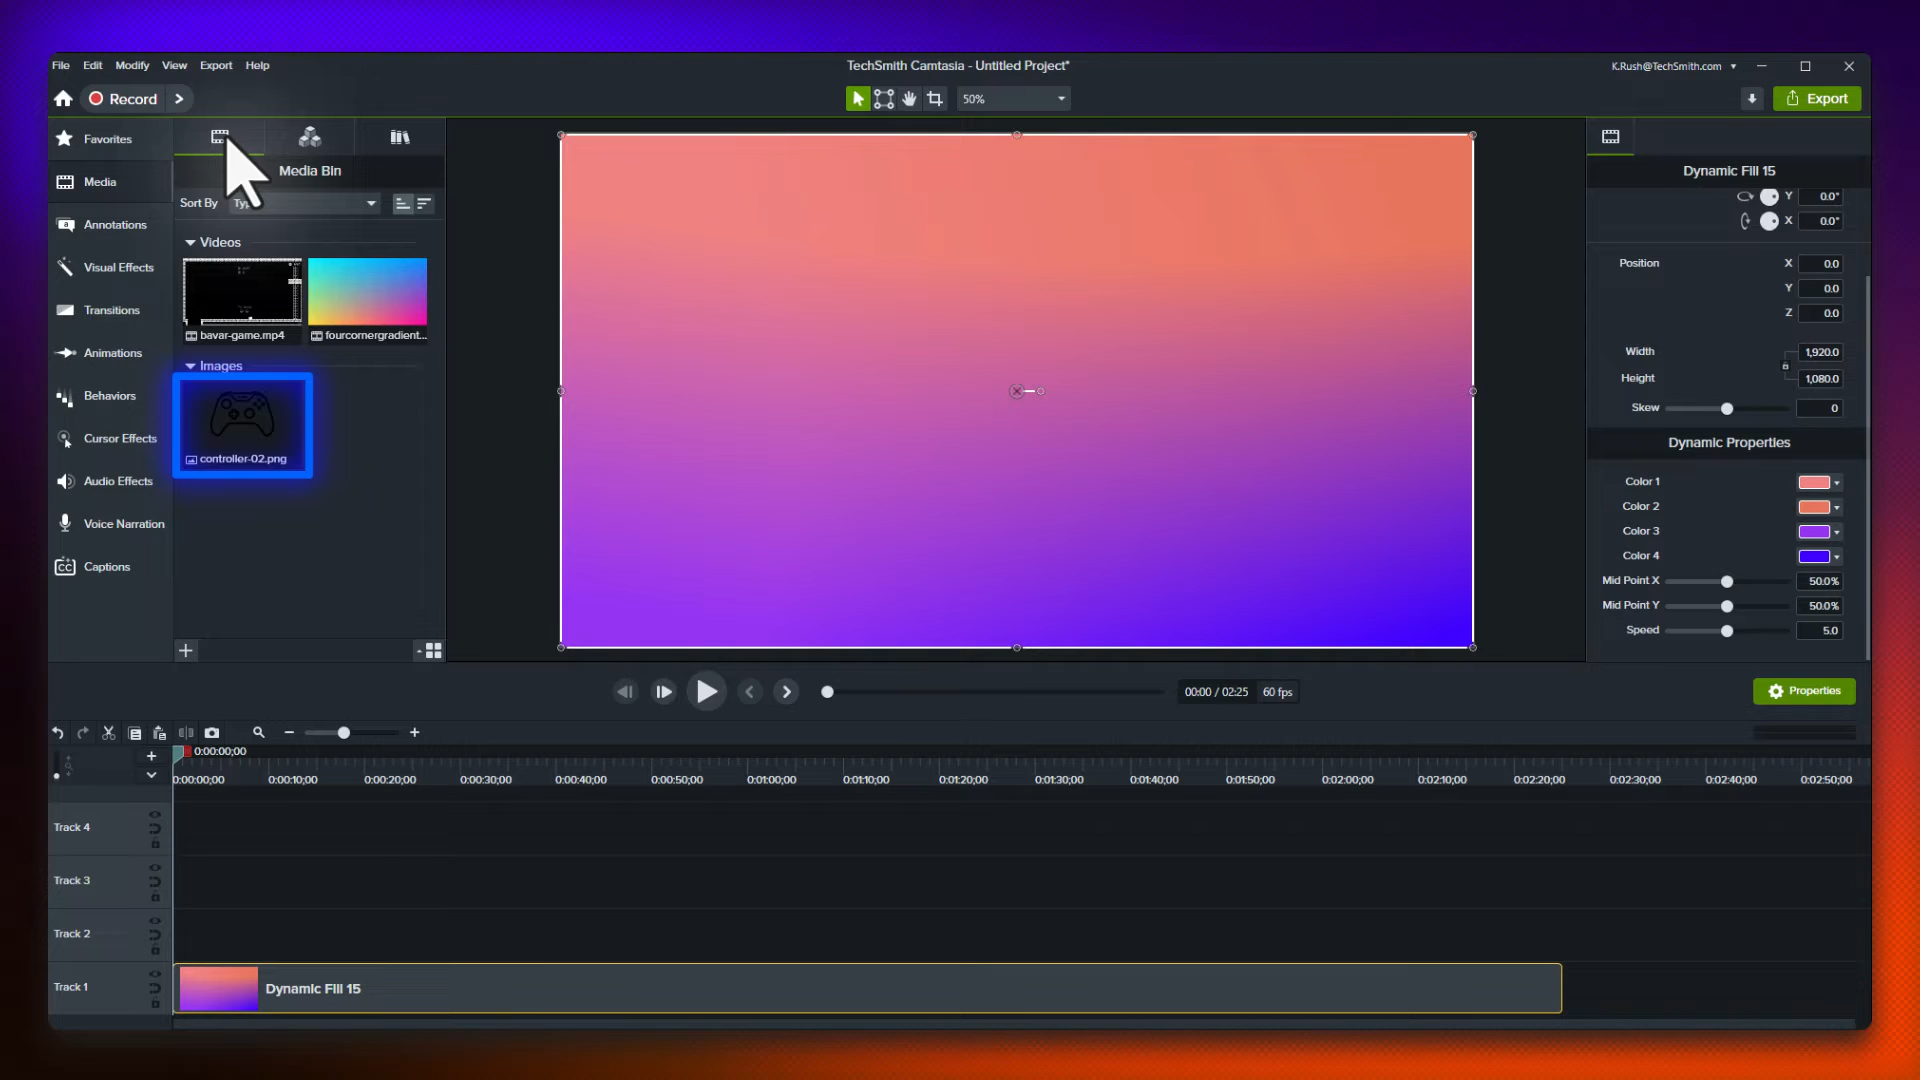 File Edit Modify View Export Help
TechSmith Camtasia - Untitled Project*
K.Rush@TechSmith.com
Record
50%
Export
Favorites
Media
Annotations
Visual Effects
Transitions
Animations
Behaviors
Cursor Effects
Audio Effects
Voice Narration
CC Captions
Media Bin
Sort By
Videos
bavar-game.mp4
fourcornergradient...
Images
controller-02.png
Dynamic Fill 15
Y 0.0°
X 0.0°
Position X 0.0
Y 0.0
Z 0.0
Width 1,920.0
Height 1,080.0
Skew 0
Dynamic Properties
Color 1
Color 2
Color 3
Color 4
Mid Point X 50.0%
Mid Point Y 50.0%
Speed 5.0
00:00 / 02:25 60 fps
Properties
0:00:00;00
0:00:00;00 0:00:10;00 0:00:20;00 0:00:30;00 0:00:40;00 0:00:50;00 0:01:00;00 0:01:10;00 0:01:20;00 0:01:30;00 0:01:40;00 0:01:50;00 0:02:00;00 0:02:10;00 0:02:20;00 0:02:30;00 0:02:40;00 0:02:50;00
Track 4
Track 3
Track 2
Track 1
Dynamic Fill 15